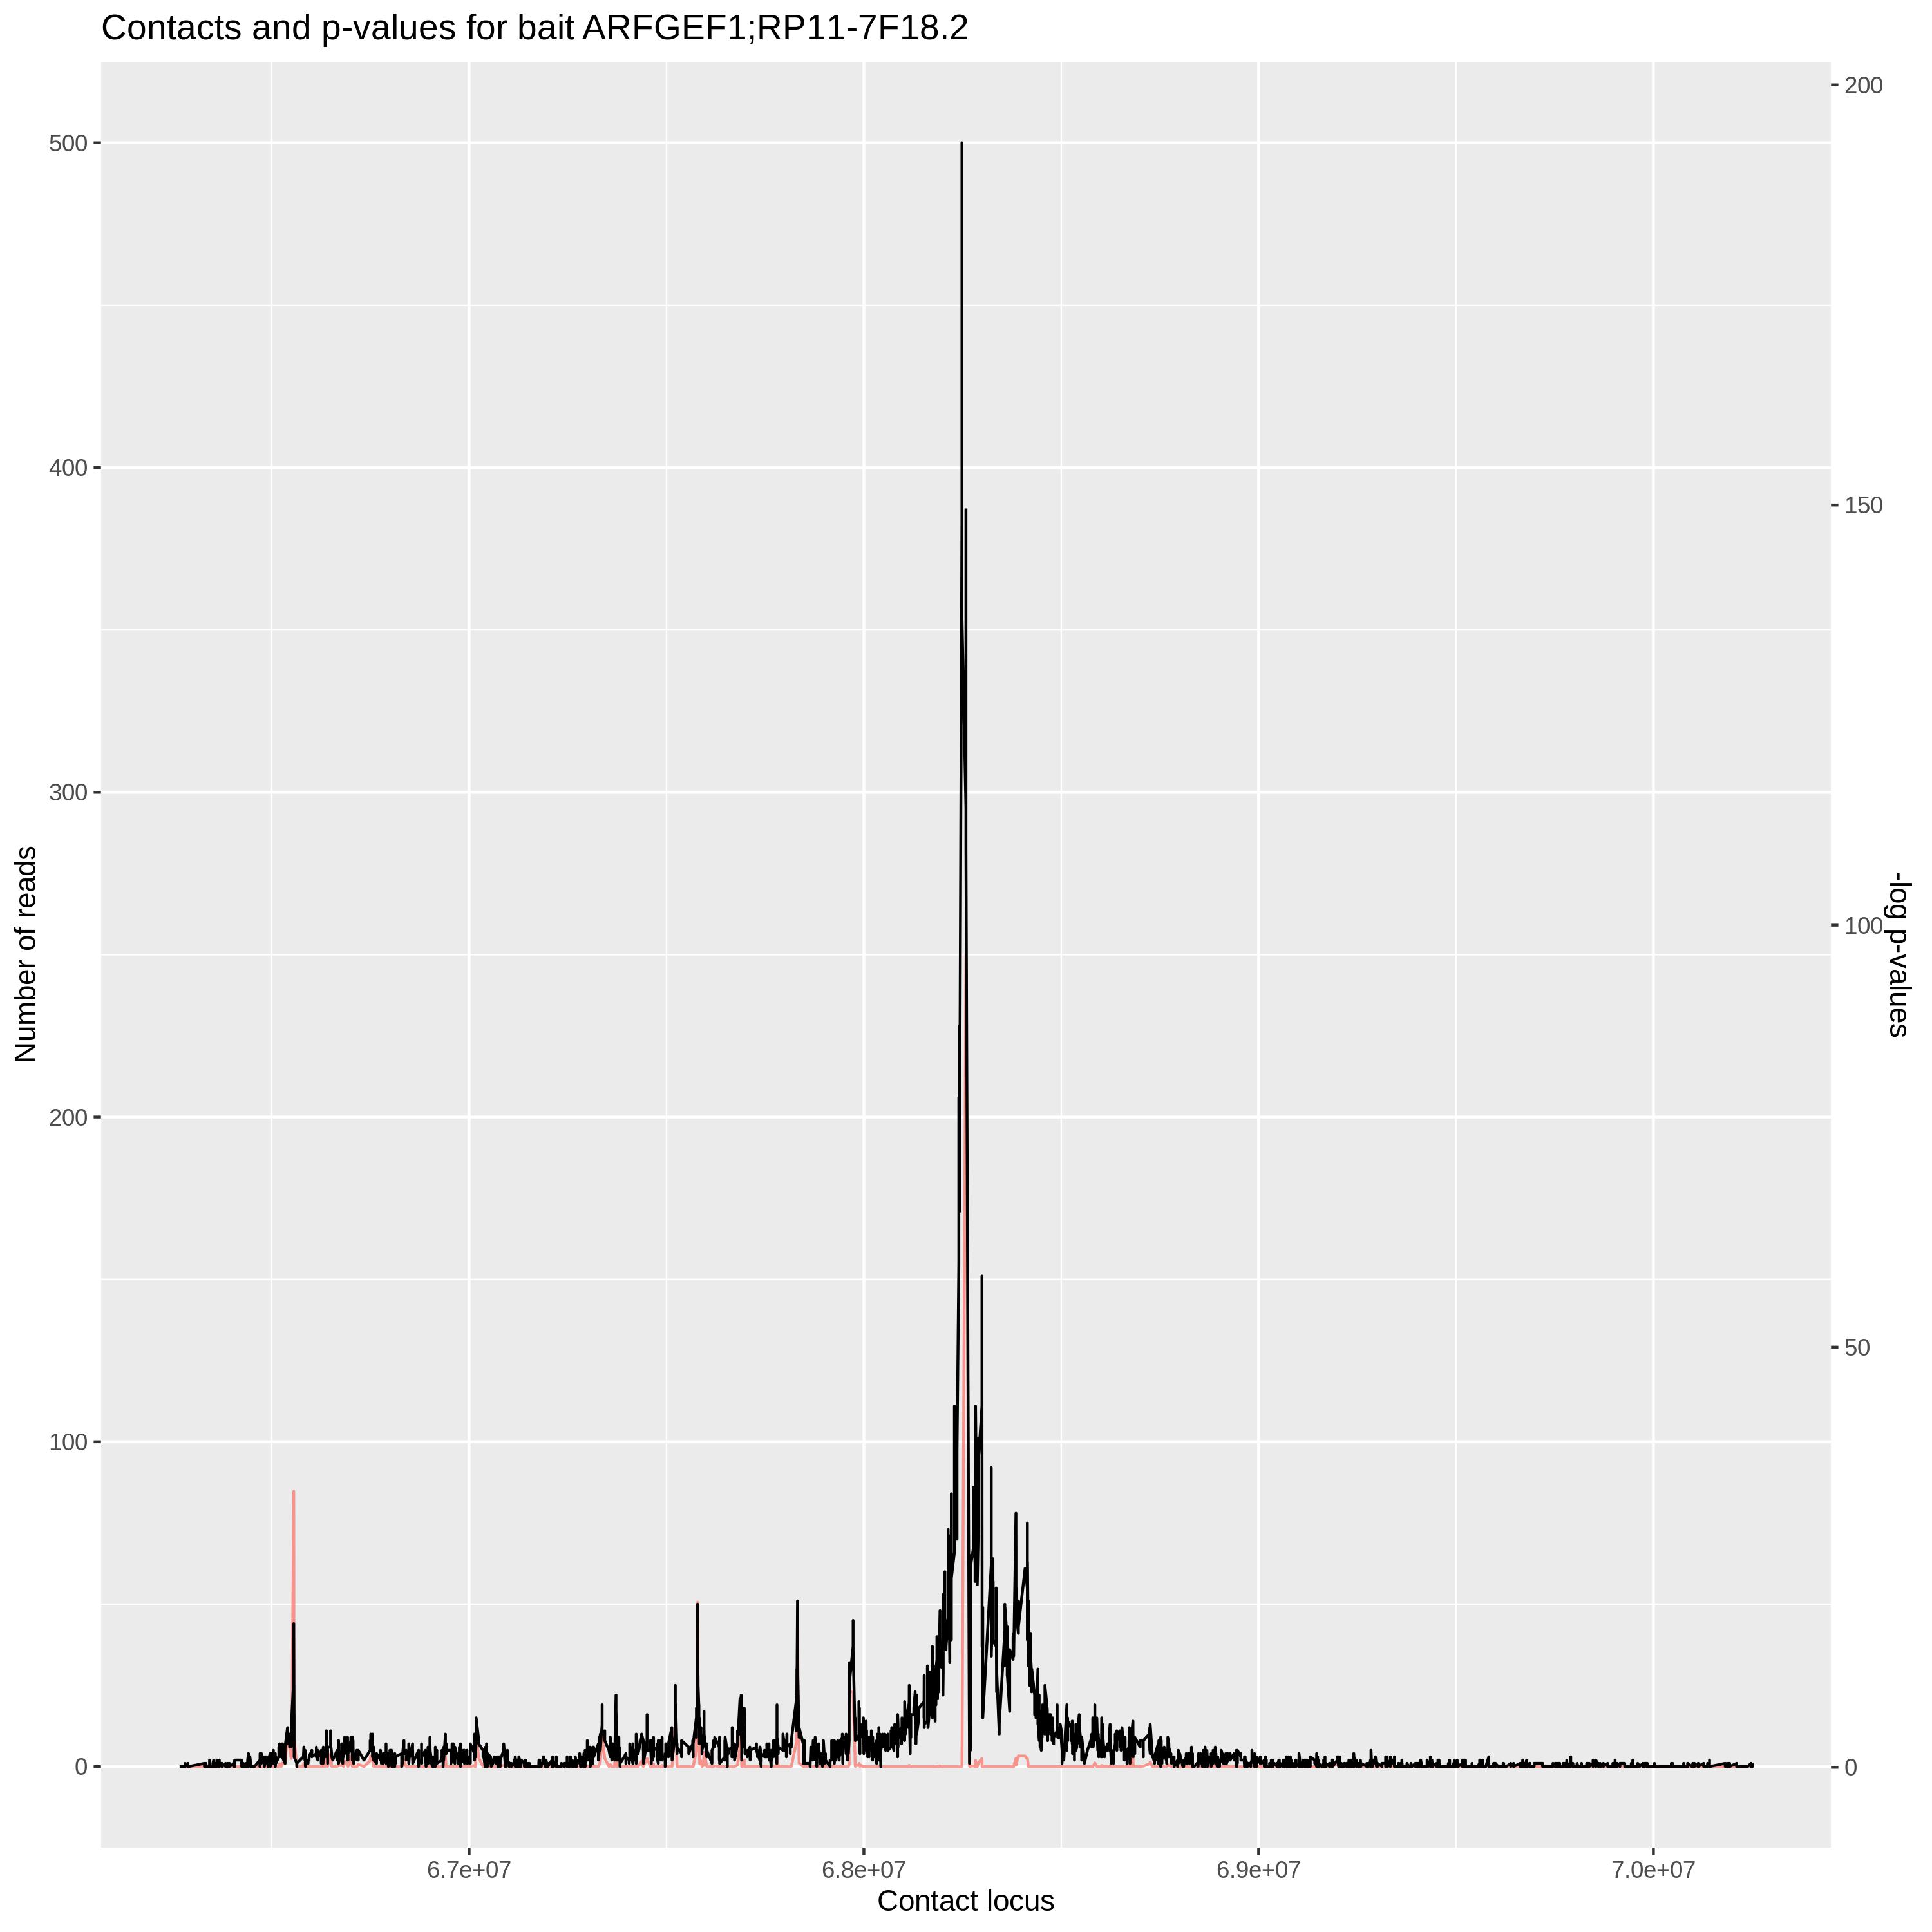 Contacts and p-values for bait ARFGEF1;RP11-7F18.2
Number of reads
500
400
300
200
100
0
200
150
100
50
0
-log p-values
6.7e+07 6.8e+07 6.9e+07 7.0e+07
Contact locus